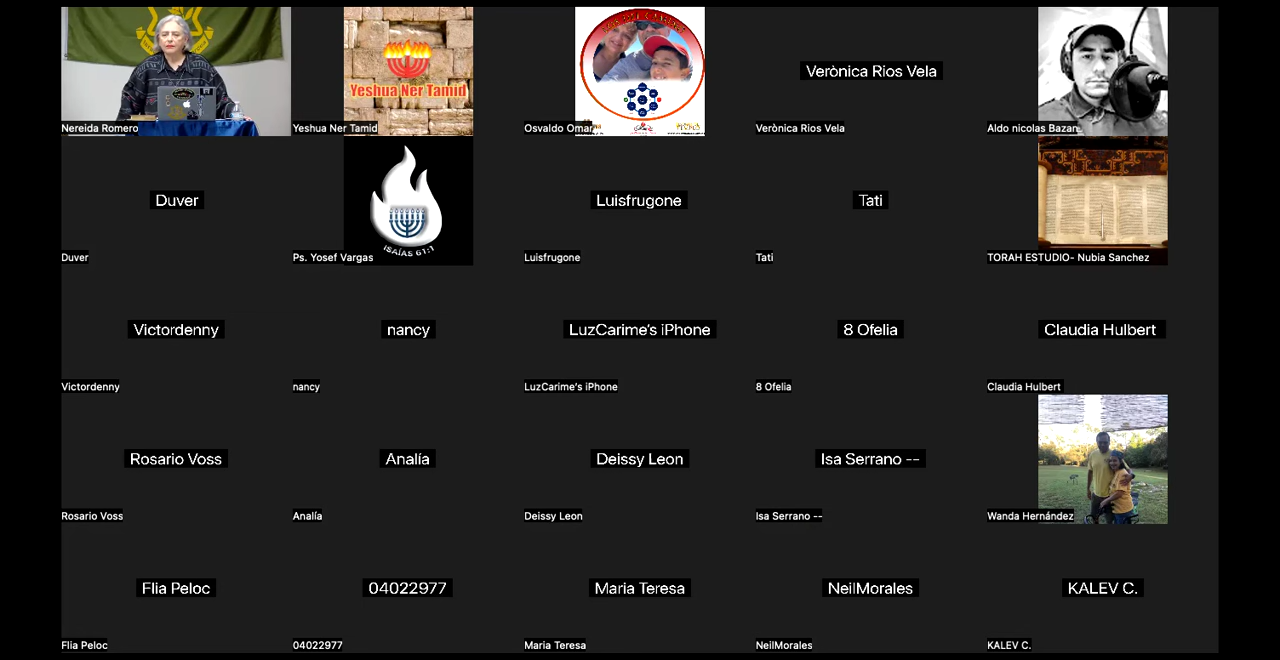 Nereida Romero
Yeshua Ner Tamid
Yeshua Ner Tamid
Osvaldo Omar
Verònica Rios Vela
Verònica Rios Vela
Aldo nicolas Bazan
Duver
Duver
ISAÍAS 61:1
Ps. Yosef Vargas
Luisfrugone
Luisfrugone
Tati
Tati
TORAH ESTUDIO- Nubia Sanchez
Victordenny
Victordenny
nancy
nancy
LuzCarime's iPhone
LuzCarime's iPhone
8 Ofelia
8 Ofelia
Claudia Hulbert
Claudia Hulbert
Rosario Voss
Rosario Voss
Analía
Analía
Deissy Leon
Deissy Leon
Isa Serrano --
Isa Serrano --
Wanda Hernández
Flia Peloc
Flia Peloc
04022977
04022977
Maria Teresa
Maria Teresa
NeilMorales
NeilMorales
KALEV C.
KALEV C.